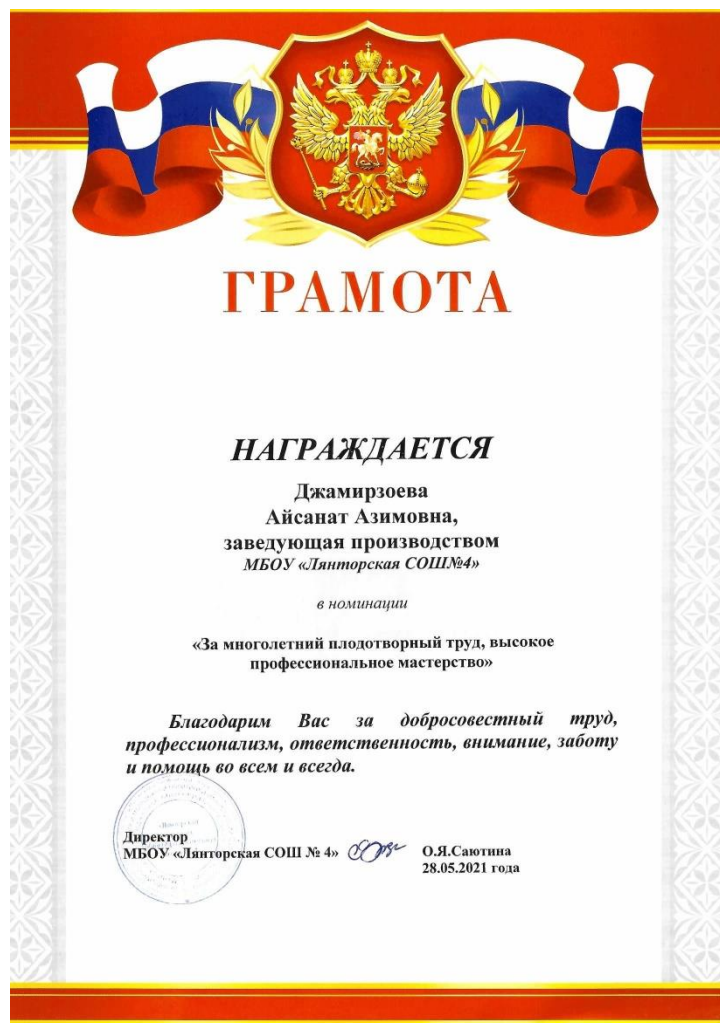 ГРАМОТА
НАГРАЖДАЕТСЯ
Джамирзоева
Айсанат Азимовна,
заведующая производством
МБОУ «Лянторская СОШ№4»
в номинации
«За многолетний плодотворный труд, высокое
профессиональное мастерство»
Благодарим Вас за добросовестный труд,
профессионализм, ответственность, внимание, заботу
и помощь во всем и всегда.
Директор
МБОУ «Лянторская СОШ № 4» О.Я.Саютина
28.05.2021 года